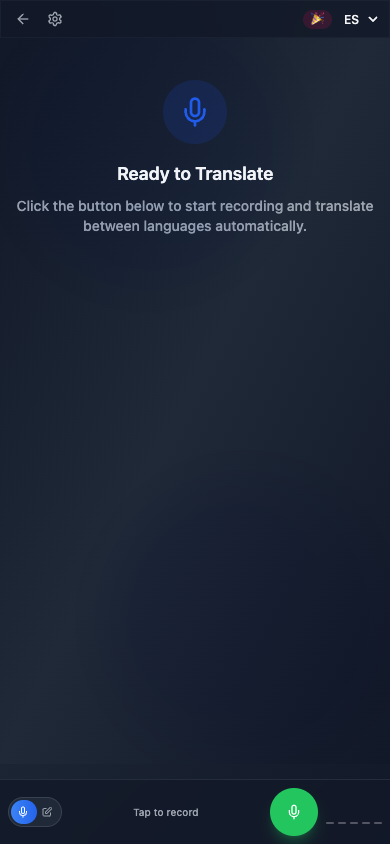 ES
Ready to Translate
Click the button below to start recording and translate
between languages automatically.
Tap to record